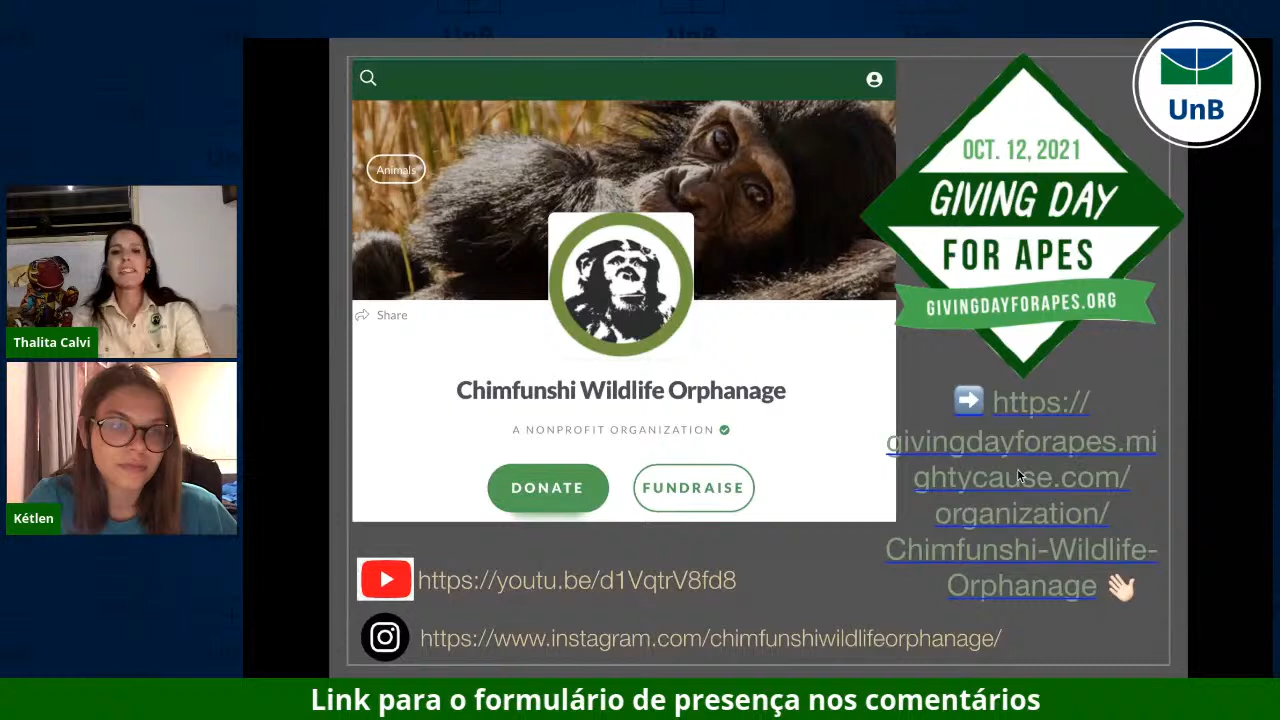 UnB
Animals
OCT. 12, 2021
GIVING DAY
FOR APES
GIVINGDAYFORAPES.ORG
Share
Thalita Calvi
Chimfunshi Wildlife Orphanage
A NONPROFIT ORGANIZATION
DONATE
FUNDRAISE
➡️ https://
givingdayforapes.mi
ghtycause.com/
organization/
Chimfunshi-Wildlife-
Orphanage 👋🏻
Kétlen
https://youtu.be/d1VqtrV8fd8
https://www.instagram.com/chimfunshiwildlifeorphanage/
Link para o formulário de presença nos comentários